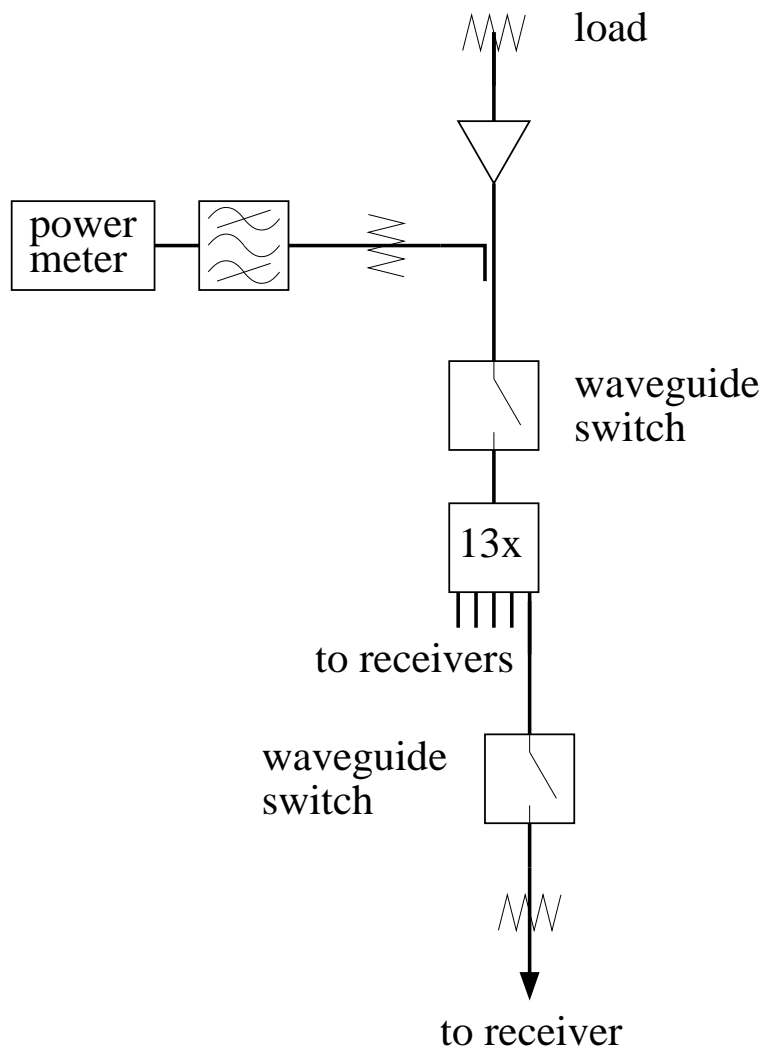 load
power
meter
waveguide
switch
13x
to receivers
waveguide
switch
to receiver